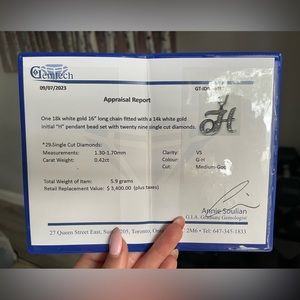 Gemtech
09/07/2023
Appraisal Report
One 18k white gold 16" long chain fitted with a 14k white gold
initial "H" pendant bead set with twenty nine single cut diamonds.
*29.Single Cut Diamonds:
Measurements: 1.30-1.70mm
Carat Weight: 0.42ct
Clarity: VS
Colour: G-H
Cut: Medium-Good
Total Weight of Item: 5.9 grams
Retail Replacement Value: $ 3,400.00 (plus taxes)
Annie Soulian
G.I.A. Graduate Gemologist
27 Queen Street East, 205, Toronto, 2M6 • Tel: 647-345-1833